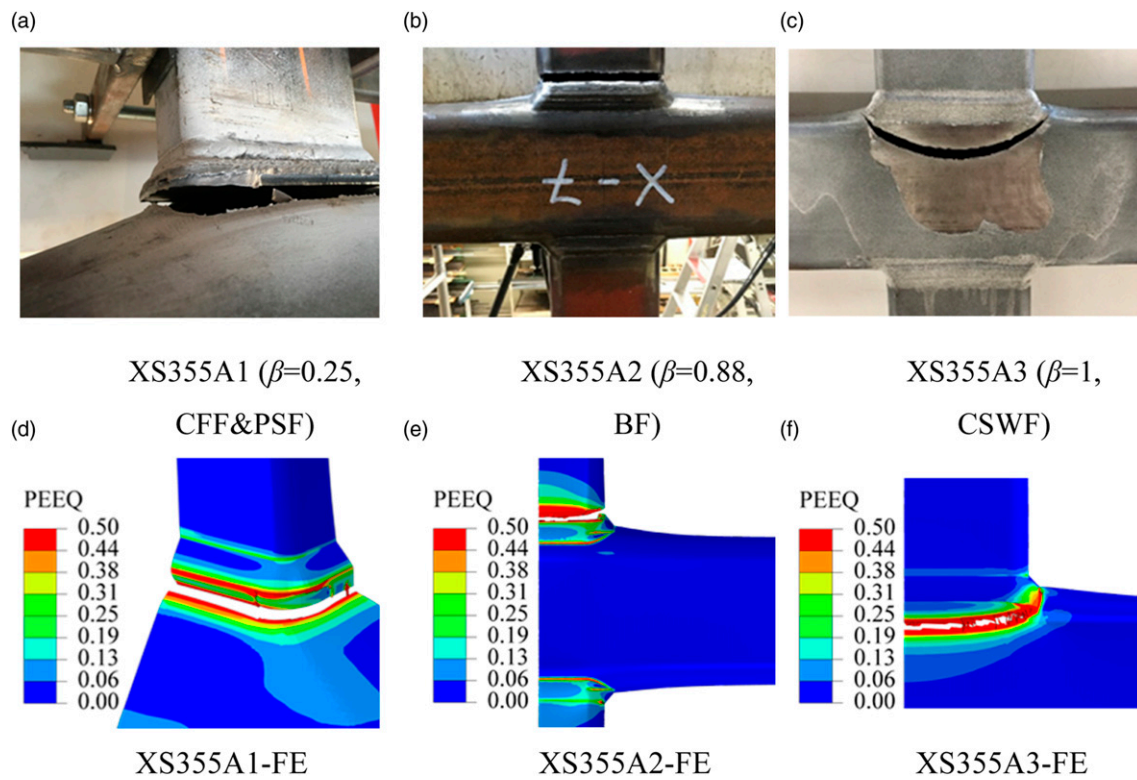 (a)
(b)
(c)
X-7
XS355A1 (β=0.25,
CFF&PSF)
XS355A2 (β=0.88,
BF)
XS355A3 (β=1,
CSWF)
(d)
(e)
(f)
PEEQ
0.50
0.44
0.38
0.31
0.25
0.19
0.13
0.06
0.00
PEEQ
0.50
0.44
0.38
0.31
0.25
0.19
0.13
0.06
0.00
PEEQ
0.50
0.44
0.38
0.31
0.25
0.19
0.13
0.06
0.00
XS355A1-FE
XS355A2-FE
XS355A3-FE